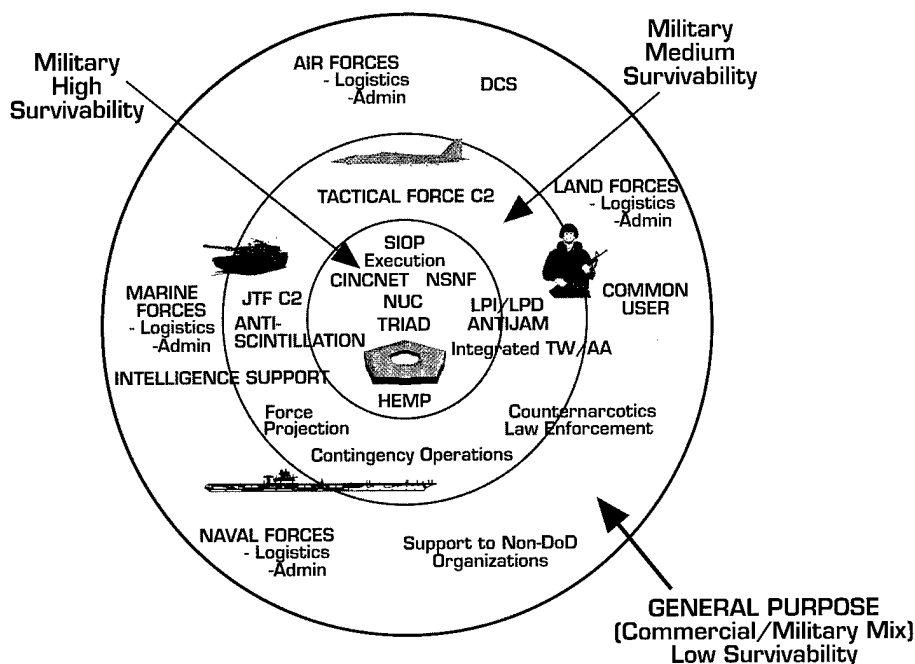 Military
High
Survivability
AIR FORCES
- Logistics
-Admin
DCS
Military
Medium
Survivability
TACTICAL FORCE C2
LAND FORCES
- Logistics
-Admin
SIOP
Execution
CINCNET NSNF
NUC
TRIAD
HEMP
MARINE
FORCES
- Logistics
-Admin
JTF C2
ANTI-
SCINTILLATION
LPI/LPD
ANTIJAM
Integrated TW/AA
COMMON
USER
INTELLIGENCE SUPPORT
Force
Projection
Counternarcotics
Law Enforcement
Contingency Operations
NAVAL FORCES
- Logistics
-Admin
Support to Non-DoD
Organizations
GENERAL PURPOSE
(Commercial/Military Mix)
Low Survivability